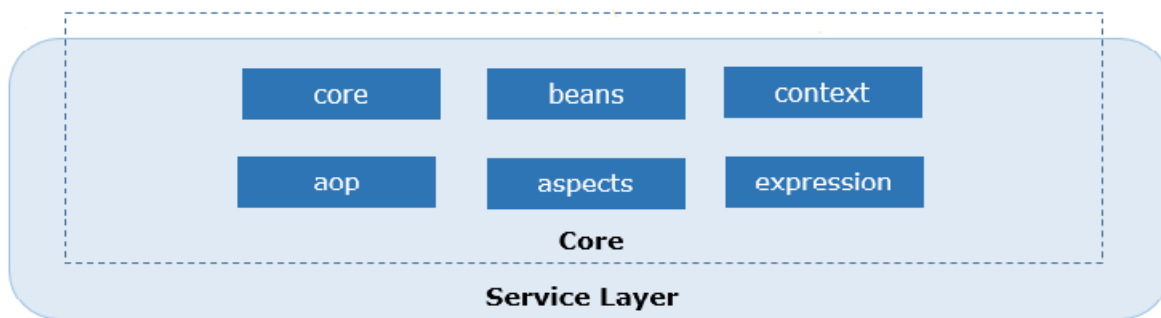 core beans context
aop aspects expression
Core
Service Layer